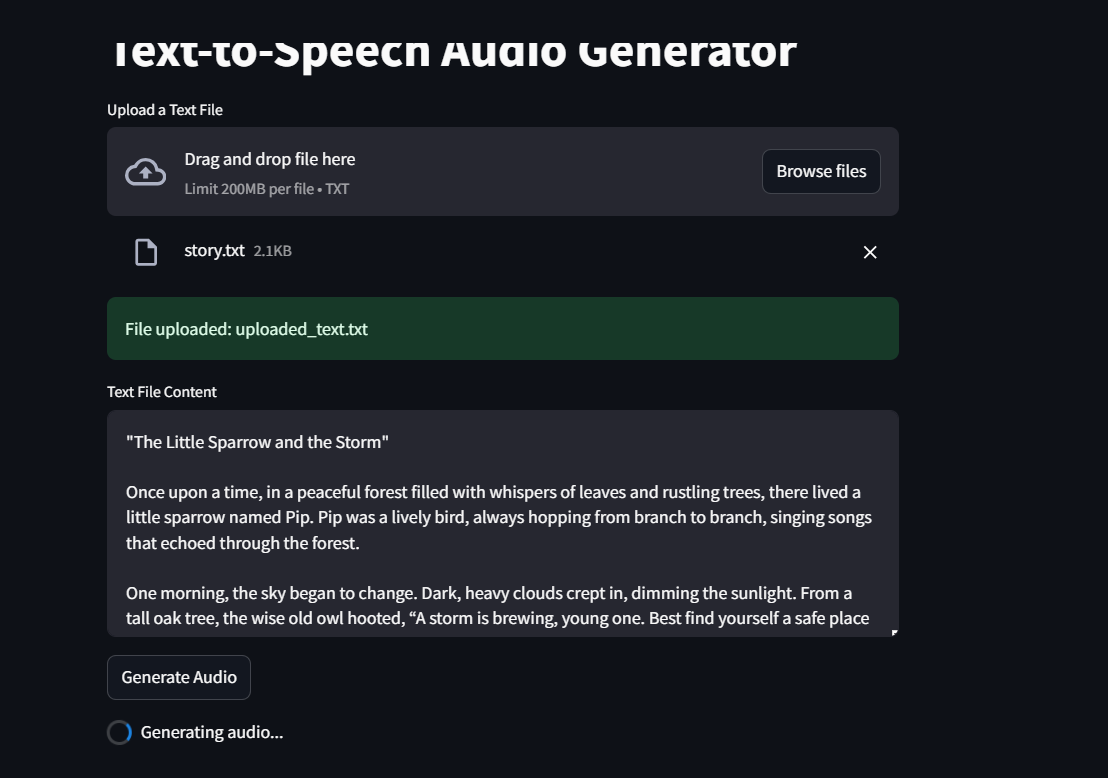 Text-to-Speech Audio Generator
Upload a Text File
Drag and drop file here
Limit 200MB per file • TXT
Browse files
story.txt 2.1KB
File uploaded: uploaded_text.txt
Text File Content
"The Little Sparrow and the Storm"
Once upon a time, in a peaceful forest filled with whispers of leaves and rustling trees, there lived a
little sparrow named Pip. Pip was a lively bird, always hopping from branch to branch, singing songs
that echoed through the forest.
One morning, the sky began to change. Dark, heavy clouds crept in, dimming the sunlight. From a
tall oak tree, the wise old owl hooted, “A storm is brewing, young one. Best find yourself a safe place
Generate Audio
Generating audio...